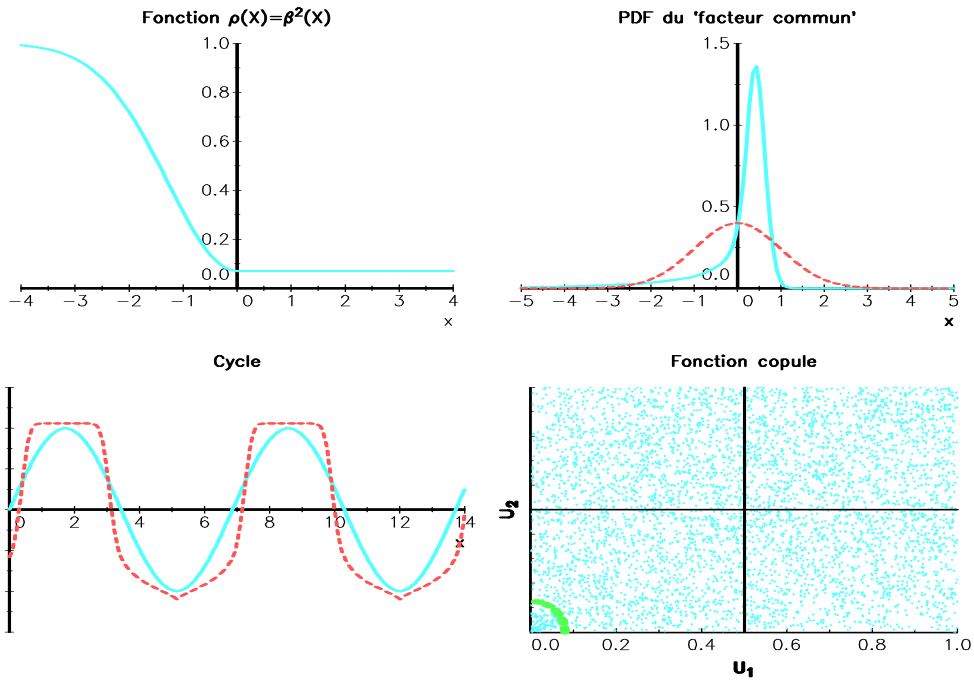 Fonction ρ(X)=β²(X)
1.0
0.8
0.6
0.4
0.2
0.0
−4 −3 −2 −1 0 1 2 3 4
x
PDF du 'facteur commun'
1.5
1.0
0.5
0.0
−5 −4 −3 −2 −1 0 1 2 3 4 5
x
Cycle
0 2 4 6 8 10 12 14
x
Fonction copule
U2
0.0 0.2 0.4 0.6 0.8 1.0
U1